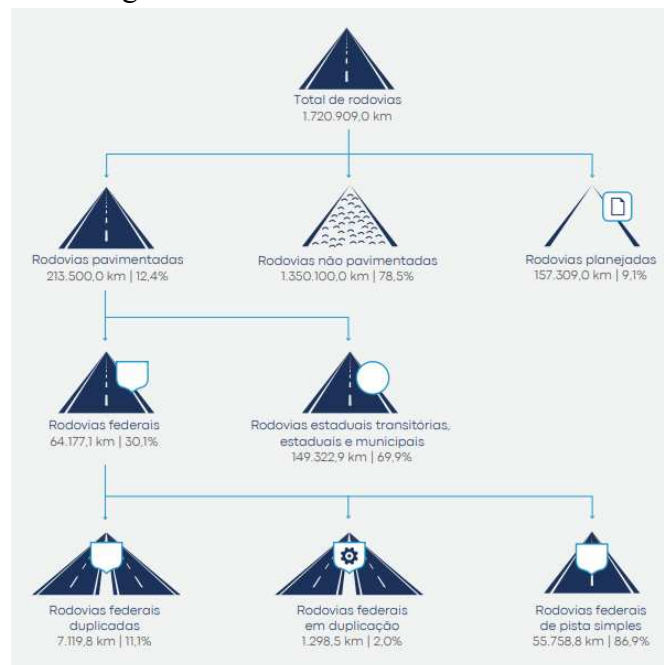 Total de rodovias
1.720.909,0 km
Rodovias pavimentadas
213.500,0 km | 12,4%
Rodovias não pavimentadas
1.350.100,0 km | 78,5%
Rodovias planejadas
157.309,0 km | 9,1%
Rodovias federais
64.177,1 km | 30,1%
Rodovias estaduais transitórias,
estaduais e municipais
149.322,9 km | 69,9%
Rodovias federais
duplicadas
7.119,8 km | 11,1%
Rodovias federais
em duplicação
1.298,5 km | 2,0%
Rodovias federais
de pista simples
55.758,8 km | 86,9%